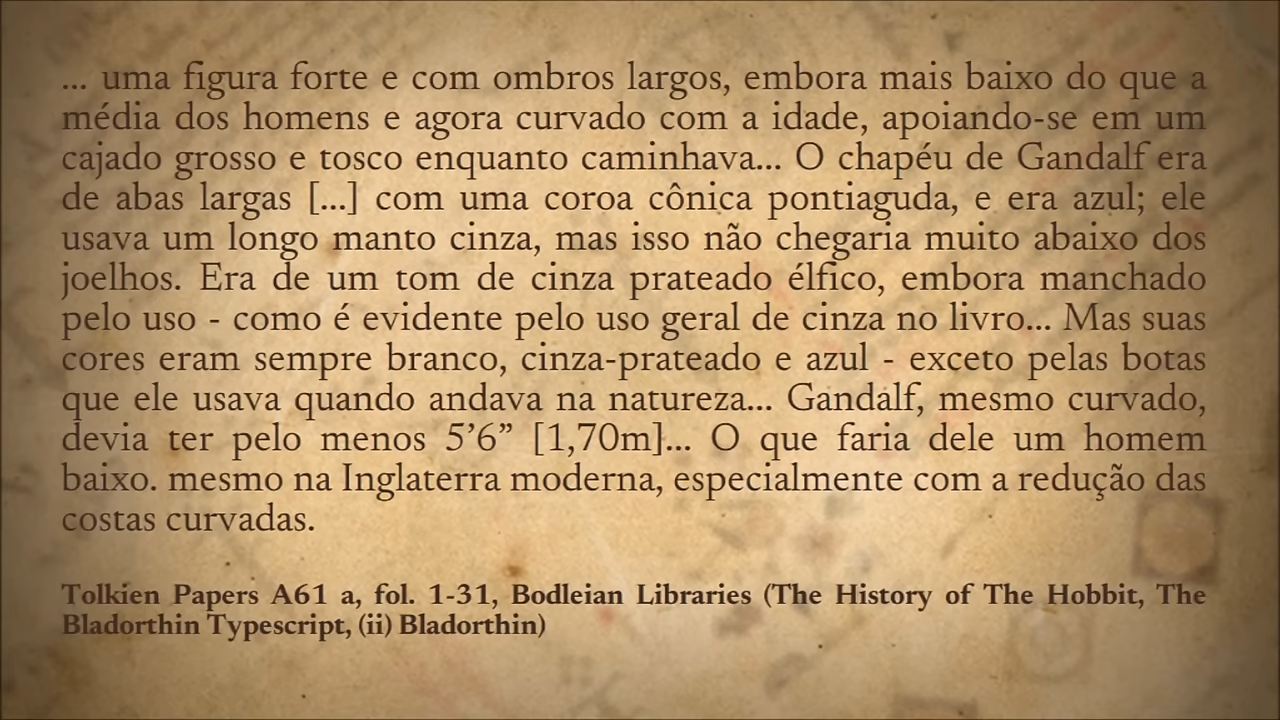 ... uma figura forte e com ombros largos, embora mais baixo do que a
média dos homens e agora curvado com a idade, apoiando-se em um
cajado grosso e tosco enquanto caminhava... O chapéu de Gandalf era
de abas largas [...] com uma coroa cônica pontiaguda, e era azul; ele
usava um longo manto cinza, mas isso não chegaria muito abaixo dos
joelhos. Era de um tom de cinza prateado élfico, embora manchado
pelo uso - como é evidente pelo uso geral de cinza no livro... Mas suas
cores eram sempre branco, cinza-prateado e azul - exceto pelas botas
que ele usava quando andava na natureza... Gandalf, mesmo curvado,
devia ter pelo menos 5’6” [1,70m]... O que faria dele um homem
baixo. mesmo na Inglaterra moderna, especialmente com a redução das
costas curvadas.
Tolkien Papers A61 a, fol. 1-31, Bodleian Libraries (The History of The Hobbit, The
Bladorthin Typescript, (ii) Bladorthin)